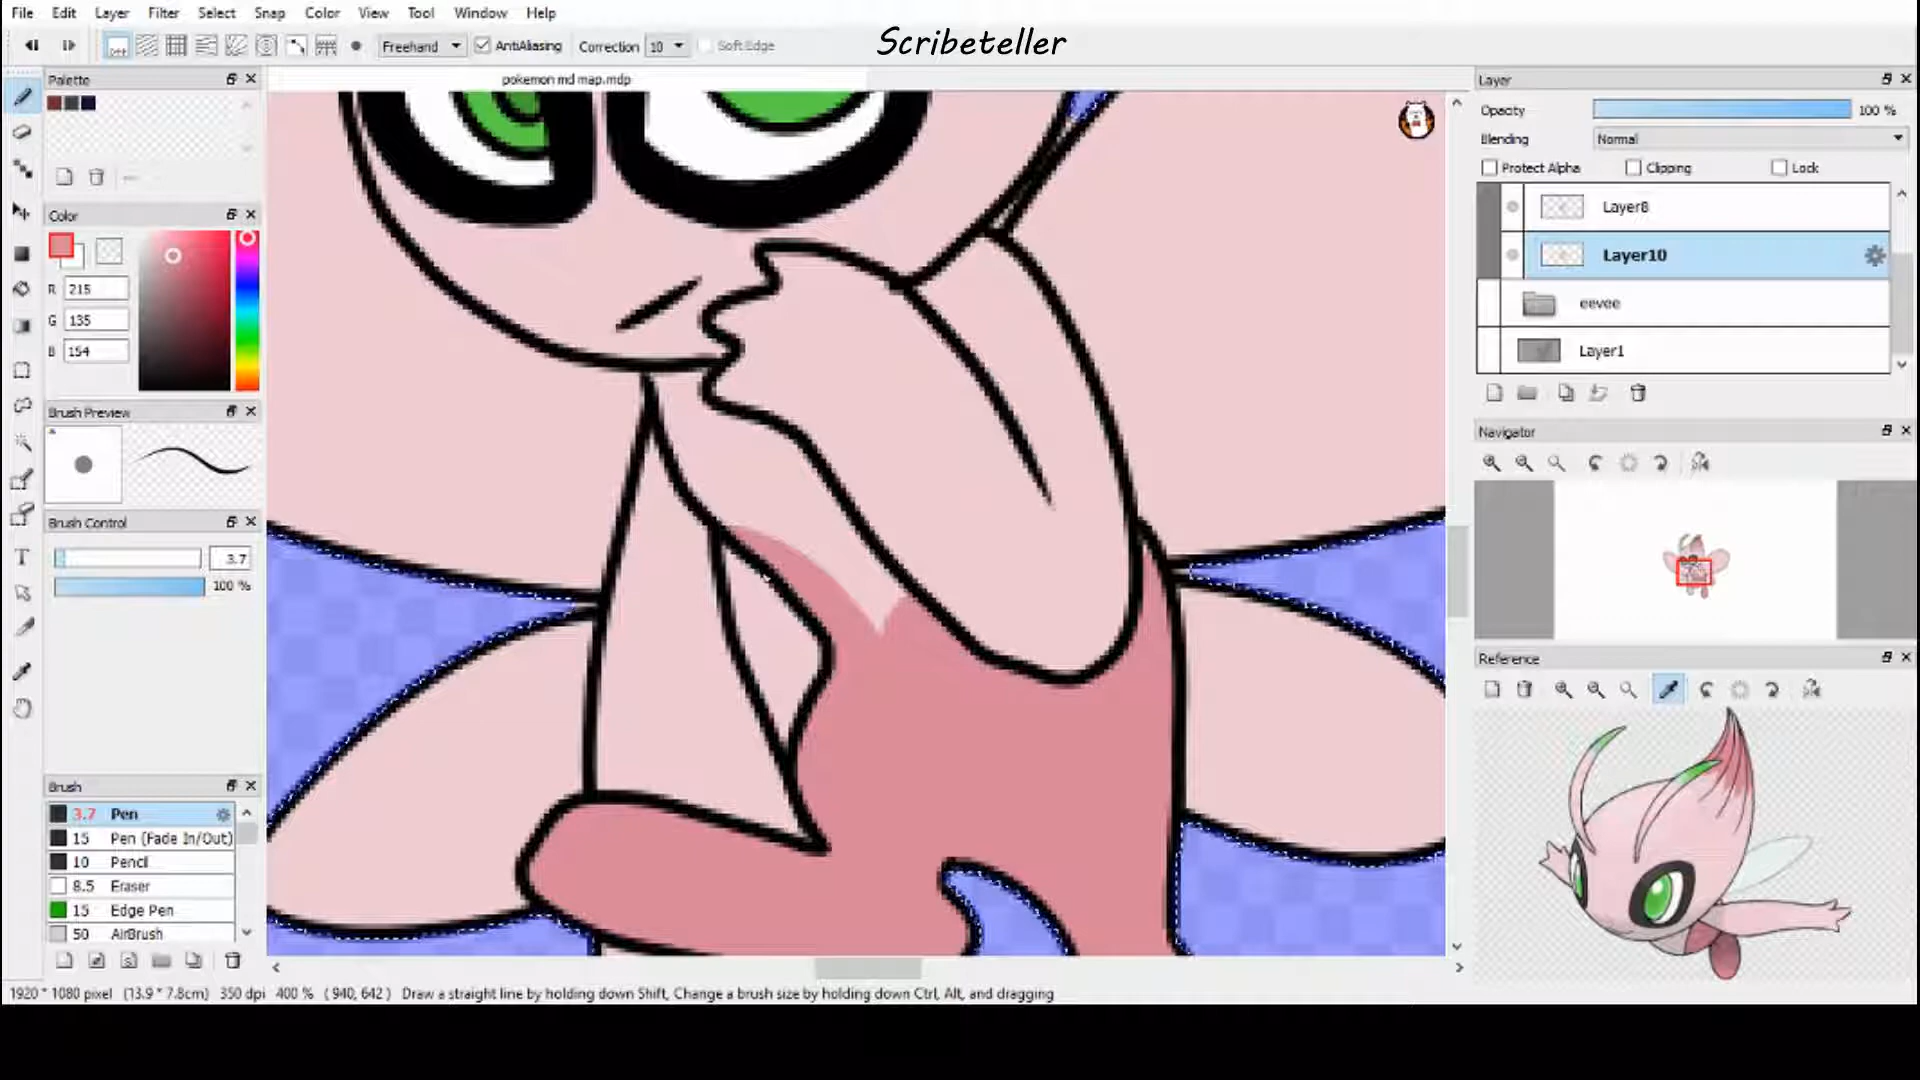 File Edit Layer Filter Select Snap Color View Tool Window Help
Freehand AntiAliasing Correction 10 Soft Edge
Scribeteller
Palette
pokemon md map.mdp
Layer
Opacity 100 %
Blending Normal
Protect Alpha Clipping Lock
Layer8
Layer10
eevee
Layer1
Color
R 215
G 135
B 154
Brush Preview
Navigator
Brush Control
3.7
100 %
Reference
Brush
3.7 Pen
15 Pen (Fade In/Out)
10 Pencil
8.5 Eraser
15 Edge Pen
50 AirBrush
1920 * 1080 pixel (13.9 * 7.8cm) 350 dpi 400 % ( 940, 642 ) Draw a straight line by holding down Shift, Change a brush size by holding down Ctrl, Alt, and dragging